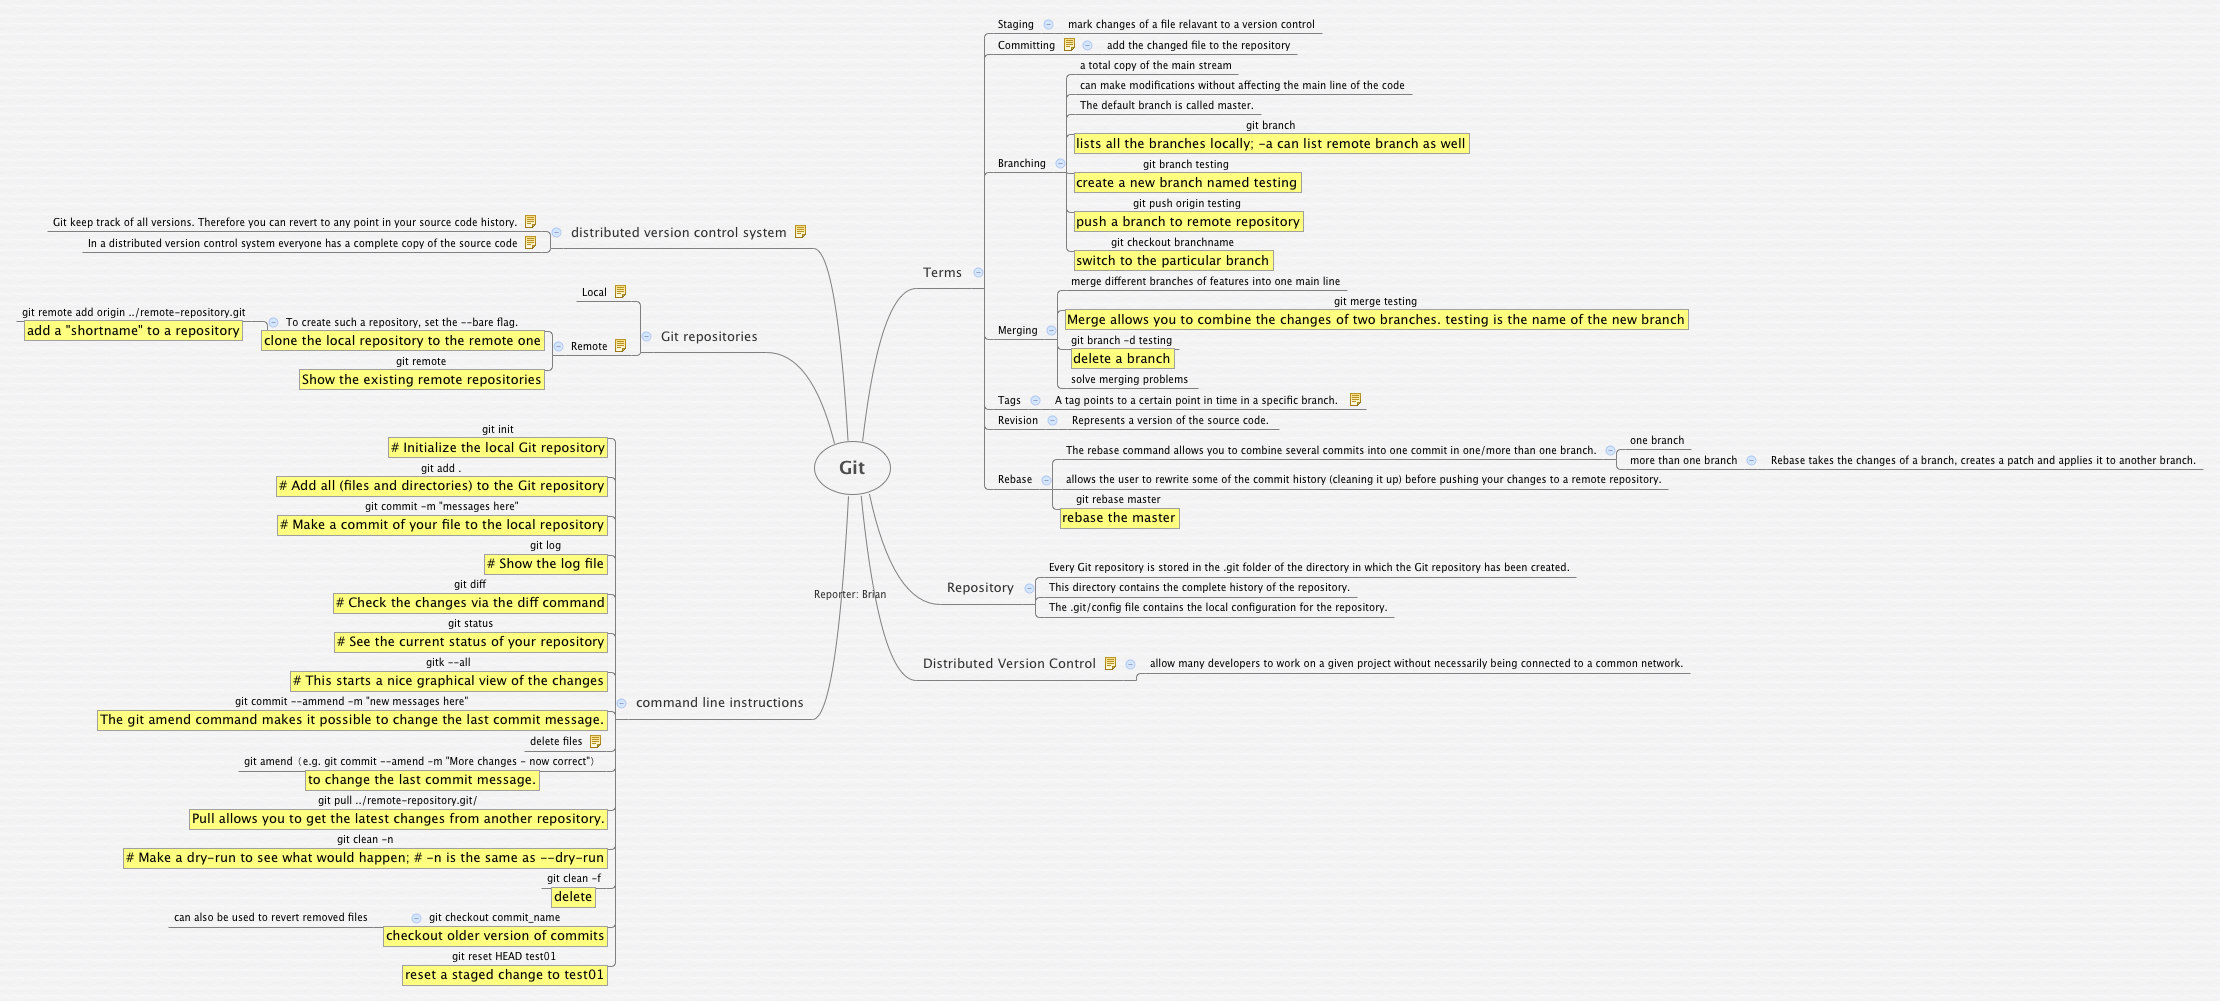 Git
Reporter: Brian
distributed version control system
Git keep track of all versions. Therefore you can revert to any point in your source code history.
In a distributed version control system everyone has a complete copy of the source code
Git repositories
Local
Remote
To create such a repository, set the --bare flag.
clone the local repository to the remote one
git remote add origin ../remote-repository.git
add a "shortname" to a repository
git remote
Show the existing remote repositories
command line instructions
git init
# Initialize the local Git repository
git add .
# Add all (files and directories) to the Git repository
git commit -m "messages here"
# Make a commit of your file to the local repository
git log
# Show the log file
git diff
# Check the changes via the diff command
git status
# See the current status of your repository
gitk --all
# This starts a nice graphical view of the changes
git commit --ammend -m "new messages here"
The git amend command makes it possible to change the last commit message.
delete files
git amend（e.g. git commit --amend -m "More changes - now correct"）
to change the last commit message.
git pull ../remote-repository.git/
Pull allows you to get the latest changes from another repository.
git clean -n
# Make a dry-run to see what would happen; # -n is the same as --dry-run
git clean -f
delete
git checkout commit_name
checkout older version of commits
can also be used to revert removed files
git reset HEAD test01
reset a staged change to test01
Terms
Staging
mark changes of a file relavant to a version control
Committing
add the changed file to the repository
Branching
a total copy of the main stream
can make modifications without affecting the main line of the code
The default branch is called master.
git branch
lists all the branches locally; -a can list remote branch as well
git branch testing
create a new branch named testing
git push origin testing
push a branch to remote repository
git checkout branchname
switch to the particular branch
Merging
merge different branches of features into one main line
git merge testing
Merge allows you to combine the changes of two branches. testing is the name of the new branch
git branch -d testing
delete a branch
solve merging problems
Tags
A tag points to a certain point in time in a specific branch.
Revision
Represents a version of the source code.
Rebase
The rebase command allows you to combine several commits into one commit in one/more than one branch.
one branch
more than one branch
Rebase takes the changes of a branch, creates a patch and applies it to another branch.
allows the user to rewrite some of the commit history (cleaning it up) before pushing your changes to a remote repository.
git rebase master
rebase the master
Repository
Every Git repository is stored in the .git folder of the directory in which the Git repository has been created.
This directory contains the complete history of the repository.
The .git/config file contains the local configuration for the repository.
Distributed Version Control
allow many developers to work on a given project without necessarily being connected to a common network.